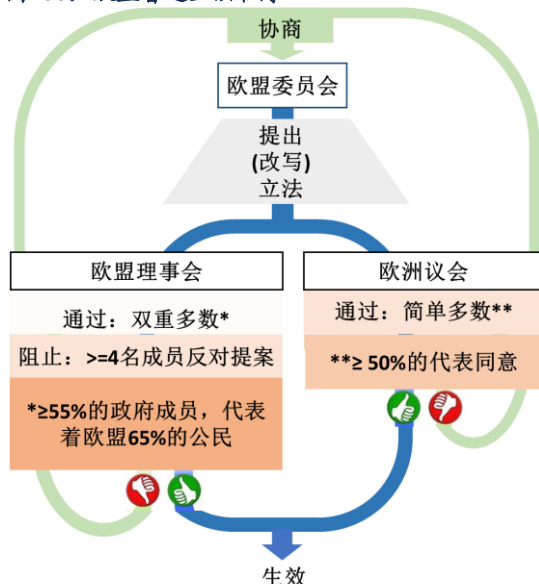 协商
欧盟委员会
提出
(改写)
立法
欧盟理事会
通过：双重多数*
阻止：>=4名成员反对提案
*≥55%的政府成员，代表
着欧盟65%的公民
欧洲议会
通过：简单多数**
**≥ 50%的代表同意
生效